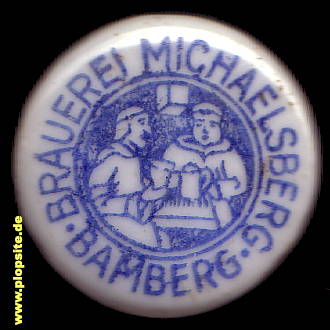 BRAUEREI MICHAELSBERG
· BAMBERG ·
www.plopsite.de